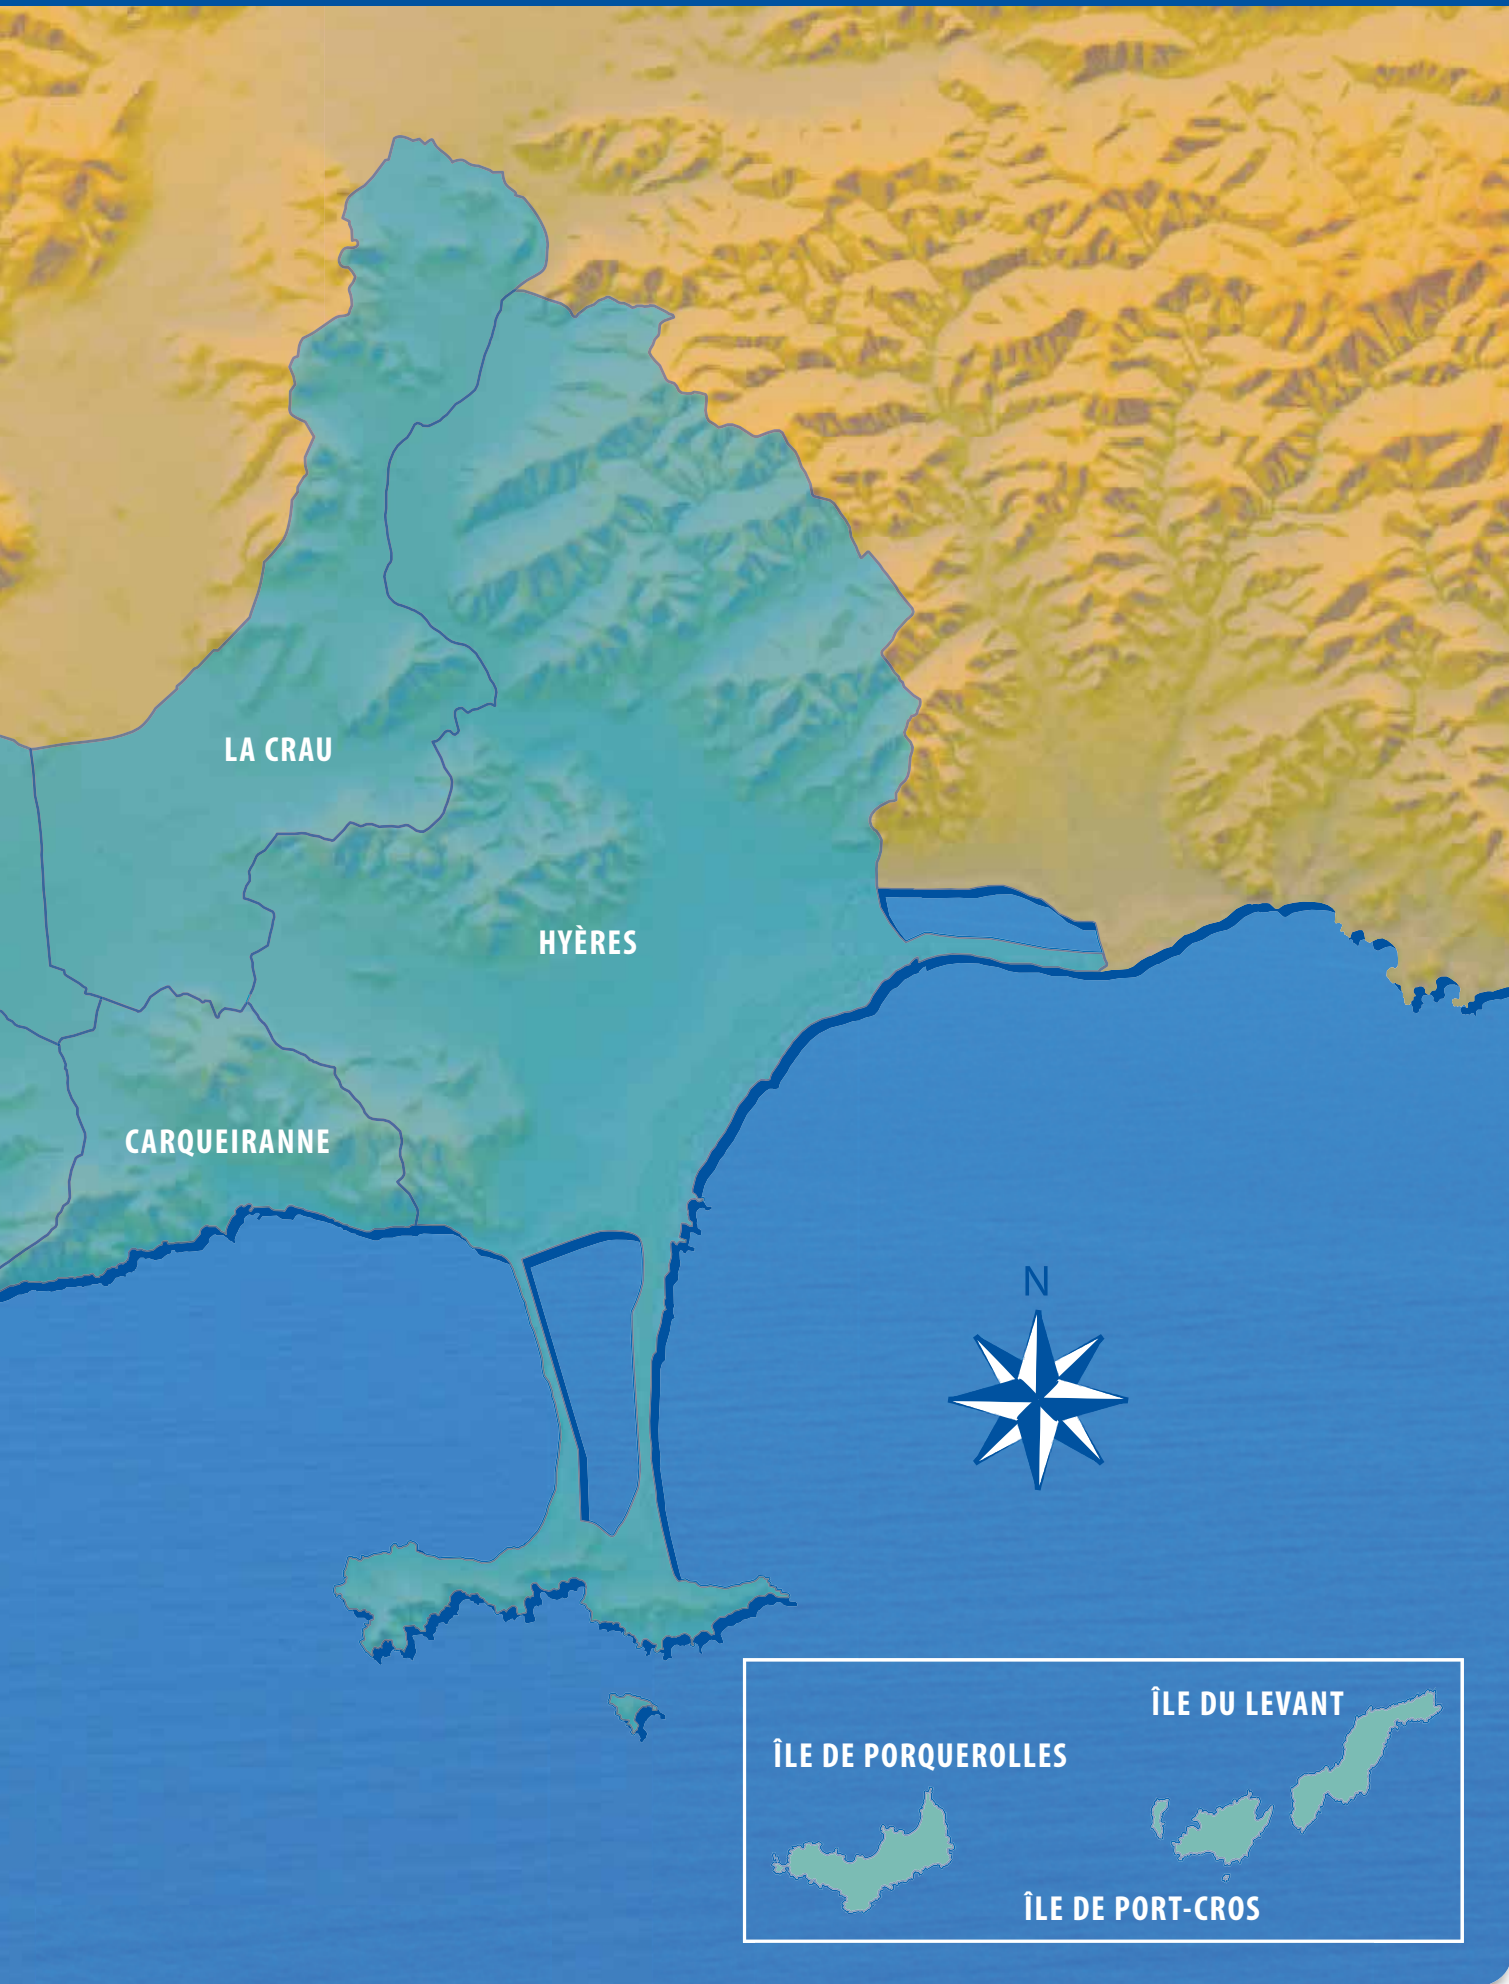 LA CRAU
HYÈRES
CARQUEIRANNE
N
ÎLE DU LEVANT
ÎLE DE PORQUEROLLES
ÎLE DE PORT-CROS